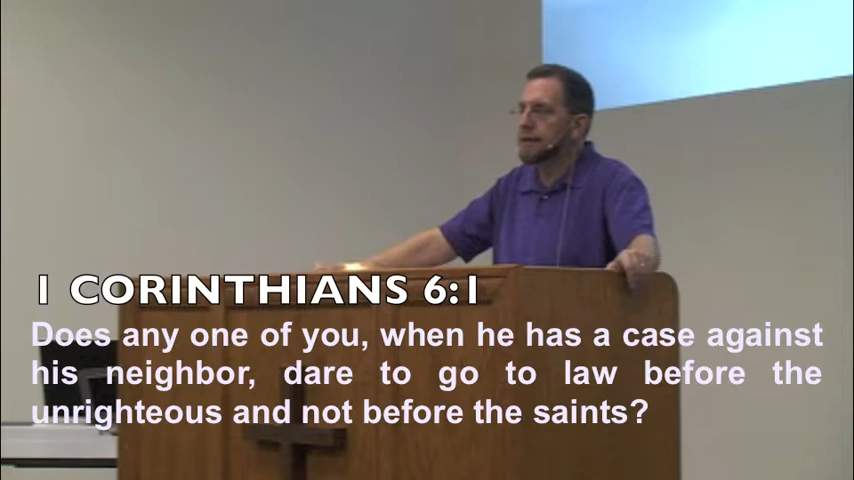 1 CORINTHIANS 6:1
Does any one of you, when he has a case against
his neighbor, dare to go to law before the
unrighteous and not before the saints?